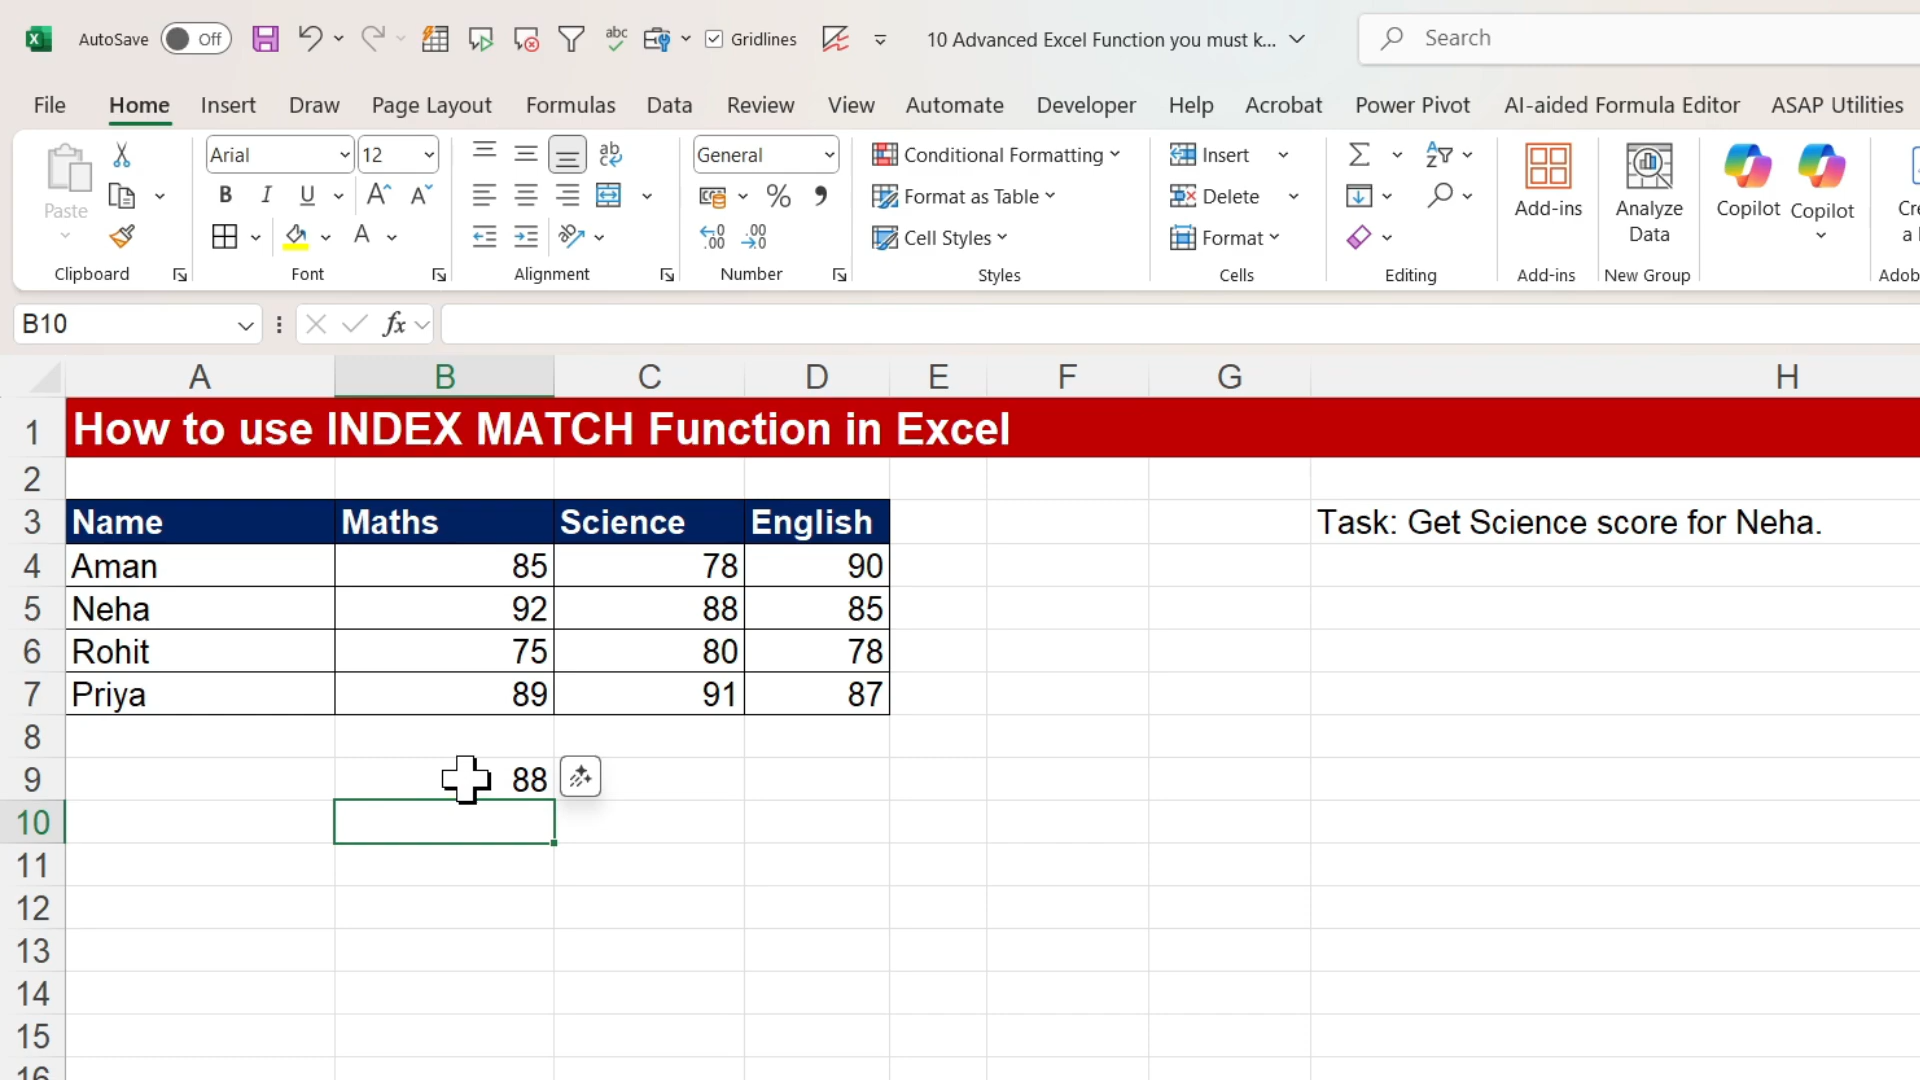 AutoSave Off Gridlines 10 Advanced Excel Function you must k... Search
File Home Insert Draw Page Layout Formulas Data Review View Automate Developer Help Acrobat Power Pivot AI-aided Formula Editor ASAP Utilities
Paste
Clipboard
Arial 12
B I U A A
A
Font
ab
Alignment
General
% ,
.00 .00
Number
Conditional Formatting
Format as Table
Cell Styles
Styles
Insert
Delete
Format
Cells
Editing
Add-ins
Add-ins
Analyze
Data
New Group
Copilot Copilot
B10 fx
A B C D E F G H
1 How to use INDEX MATCH Function in Excel
2
3 Name Maths Science English Task: Get Science score for Neha.
4 Aman 85 78 90
5 Neha 92 88 85
6 Rohit 75 80 78
7 Priya 89 91 87
8
9 88
10
11
12
13
14
15
16